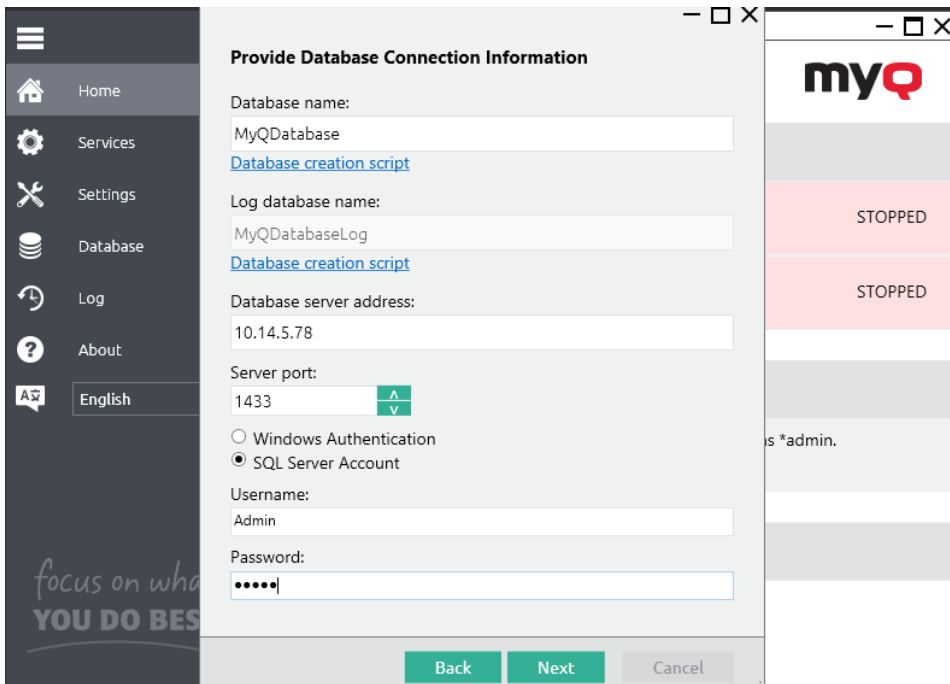 Home
Services
Settings
Database
Log
About
English
focus on wha
YOU DO BES
Provide Database Connection Information
Database name:
MyQDatabase
Database creation script
Log database name:
MyQDatabaseLog
Database creation script
Database server address:
10.14.5.78
Server port:
1433
Windows Authentication
SQL Server Account
Username:
Admin
Password:
•••••
Back Next Cancel
myQ
STOPPED
STOPPED
is *admin.